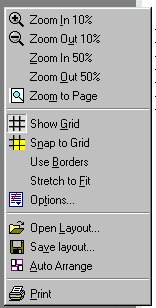 Zoom In 10%
Zoom Out 10%
Zoom In 50%
Zoom Out 50%
Zoom to Page
Show Grid
Snap to Grid
Use Borders
Stretch to Fit
Options...
Open Layout...
Save layout...
Auto Arrange
Print